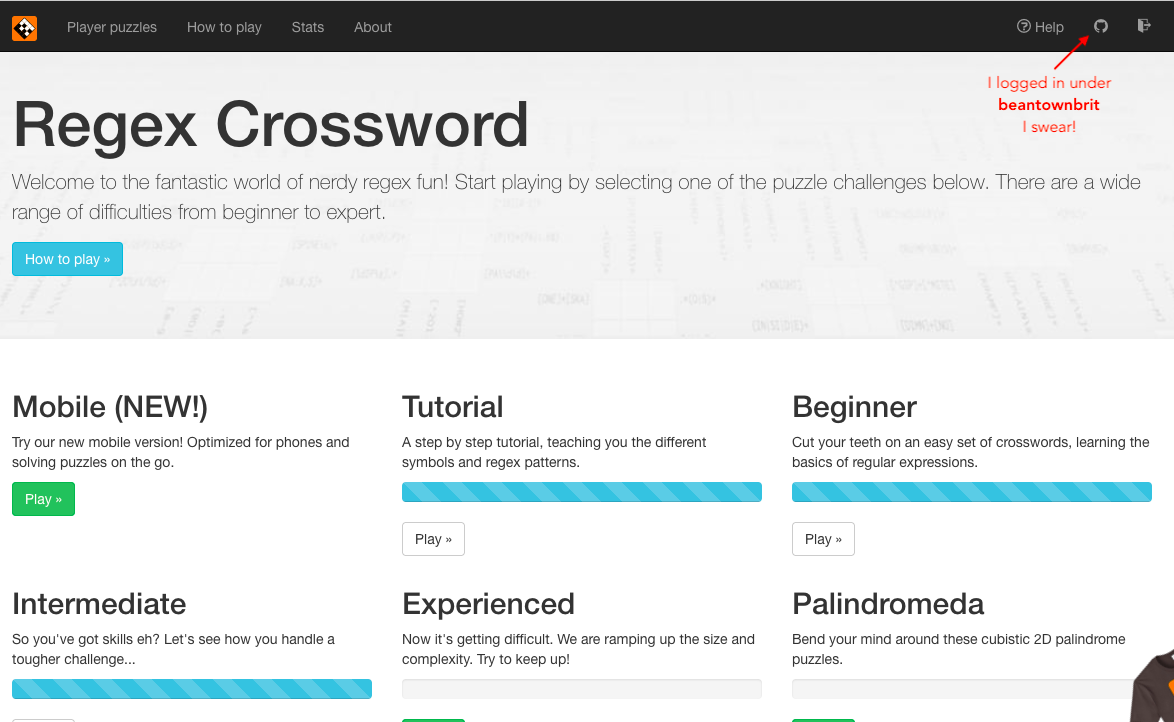 Player puzzles How to play Stats About Help
I logged in under
beantownbrit
I swear!
Regex Crossword
Welcome to the fantastic world of nerdy regex fun! Start playing by selecting one of the puzzle challenges below. There are a wide
range of difficulties from beginner to expert.
How to play »
Mobile (NEW!)
Try our new mobile version! Optimized for phones and
solving puzzles on the go.
Play »
Tutorial
A step by step tutorial, teaching you the different
symbols and regex patterns.
Play »
Beginner
Cut your teeth on an easy set of crosswords, learning the
basics of regular expressions.
Play »
Intermediate
So you've got skills eh? Let's see how you handle a
tougher challenge...
Experienced
Now it's getting difficult. We are ramping up the size and
complexity. Try to keep up!
Palindromeda
Bend your mind around these cubistic 2D palindrome
puzzles.